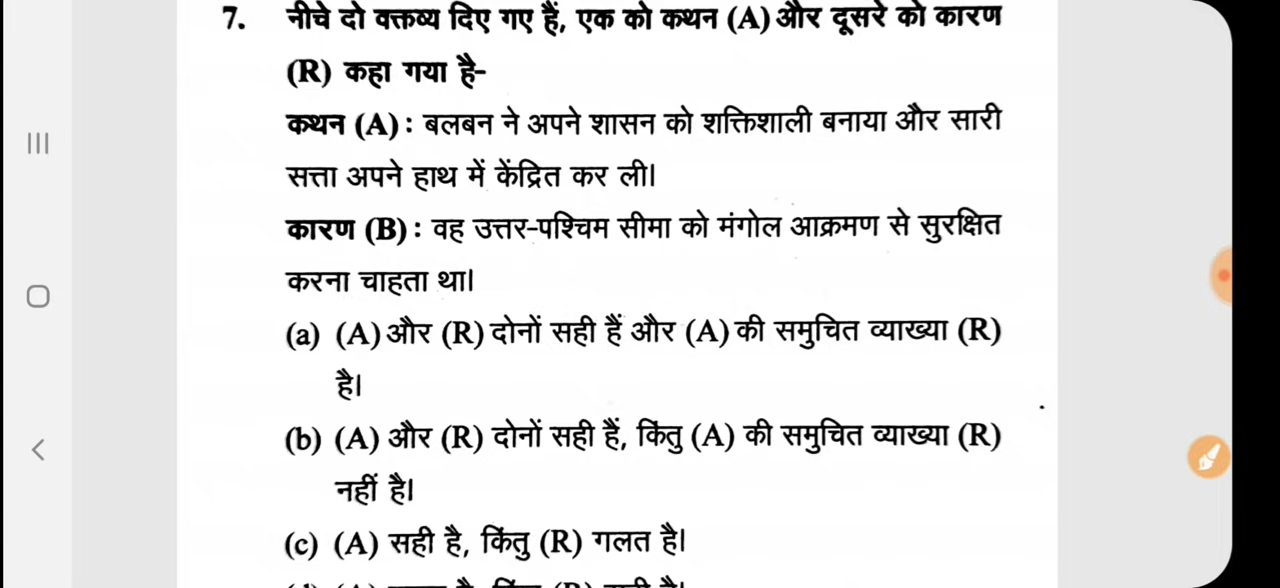 7. नीचे दो वक्तव्य दिए गए हैं, एक को कथन (A) और दूसरे को कारण
(R) कहा गया है-
कथन (A) : बलबन ने अपने शासन को शक्तिशाली बनाया और सारी
सत्ता अपने हाथ में केंद्रित कर ली।
कारण (B) : वह उत्तर-पश्चिम सीमा को मंगोल आक्रमण से सुरक्षित
करना चाहता था।
(a) (A) और (R) दोनों सही हैं और (A) की समुचित व्याख्या (R)
है।
(b) (A) और (R) दोनों सही हैं, किंतु (A) की समुचित व्याख्या (R)
नहीं है।
(c) (A) सही है, किंतु (R) गलत है।